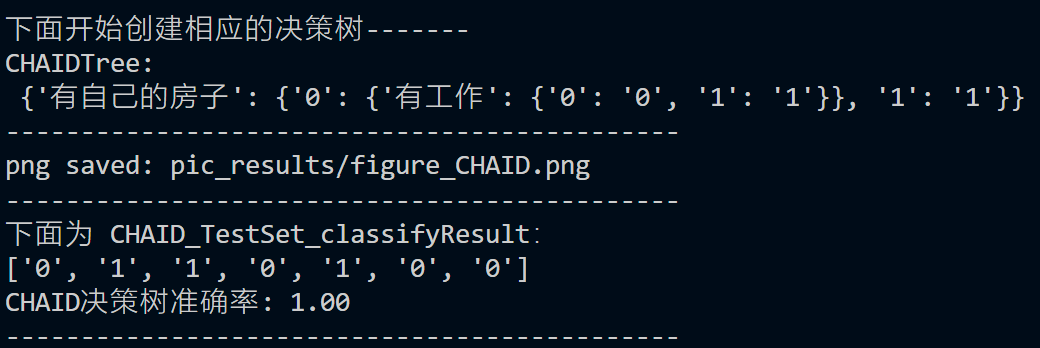 下面开始创建相应的决策树-------
CHAIDTree:
{'有自己的房子': {'0': {'有工作': {'0': '0', '1': '1'}}, '1': '1'}}
---------------------------------------------
png saved: pic_results/figure_CHAID.png
---------------------------------------------
下面为 CHAID_TestSet_classifyResult:
['0', '1', '1', '0', '1', '0', '0']
CHAID决策树准确率: 1.00
---------------------------------------------